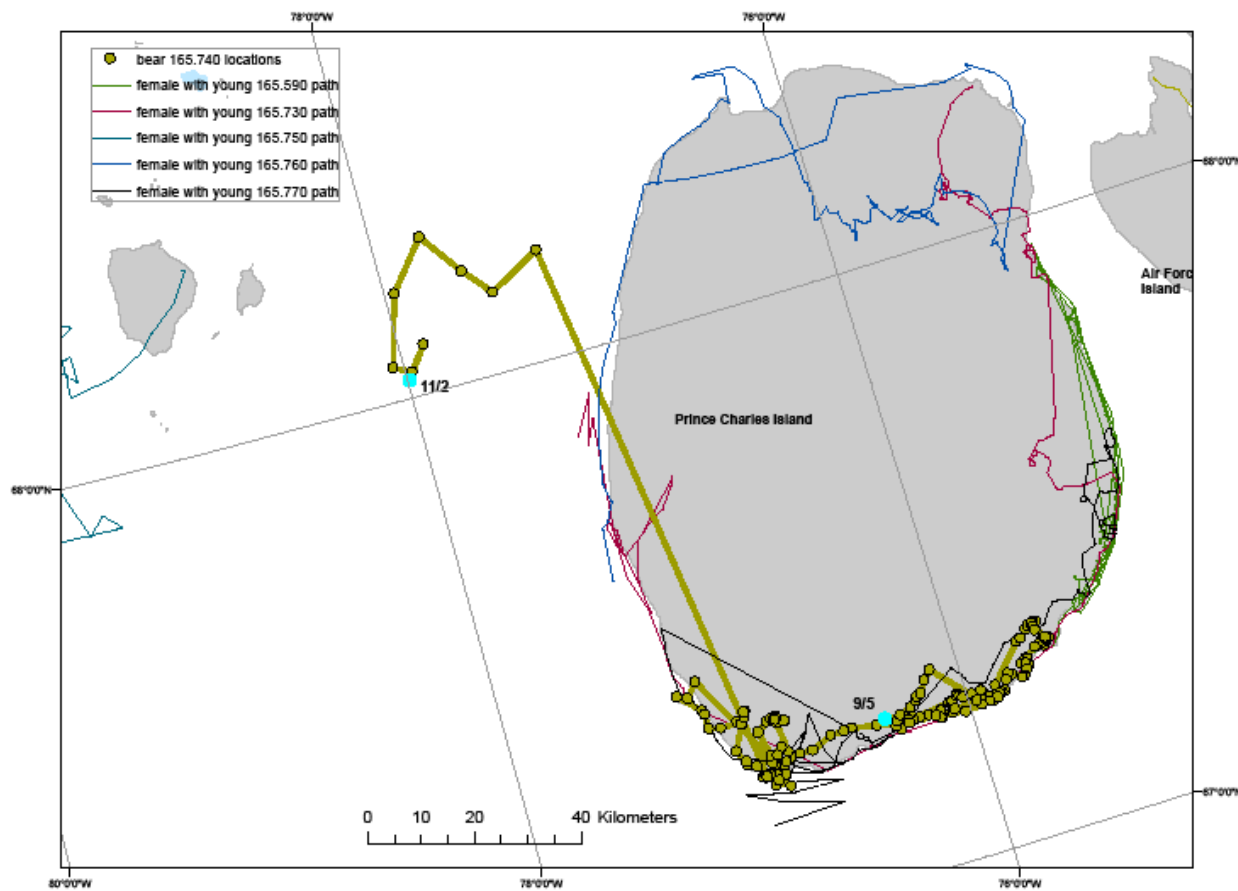 78°0'0"W
76°0'0"W
bear 165.740 locations
female with young 165.590 path
female with young 165.730 path
female with young 165.750 path
female with young 165.760 path
female with young 165.770 path
68°0'0"N
Air Forc
Island
11/2
Prince Charles Island
68°0'0"N
9/5
67°0'0"N
0 10 20 40 Kilometers
80°0'0"W
78°0'0"W
76°0'0"W